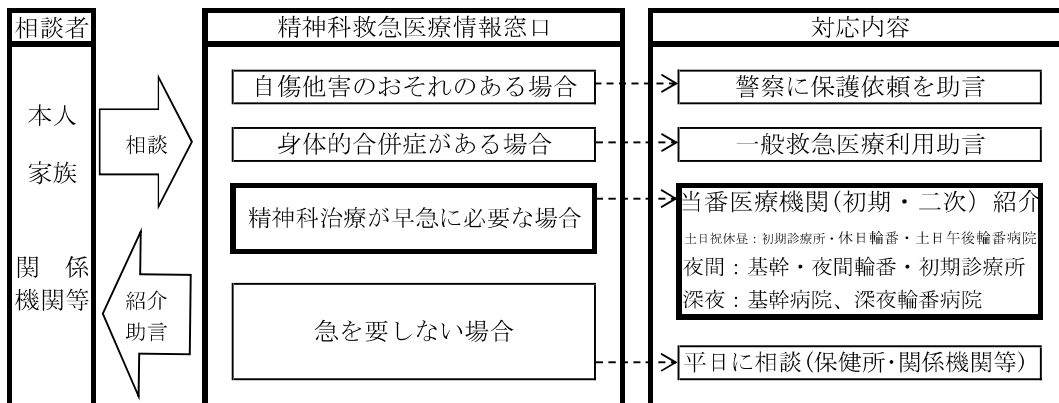 相談者
精神科救急医療情報窓口
対応内容
本人
家族
関　係
機関等
相談
紹介
助言
自傷他害のおそれのある場合
警察に保護依頼を助言
身体的合併症がある場合
一般救急医療利用助言
精神科治療が早急に必要な場合
当番医療機関(初期・二次) 紹介
土日祝休昼：初期診療所・休日輪番・土日午後輪番病院
夜間：基幹・夜間輪番・初期診療所
深夜：基幹病院、深夜輪番病院
急を要しない場合
平日に相談(保健所・関係機関等)